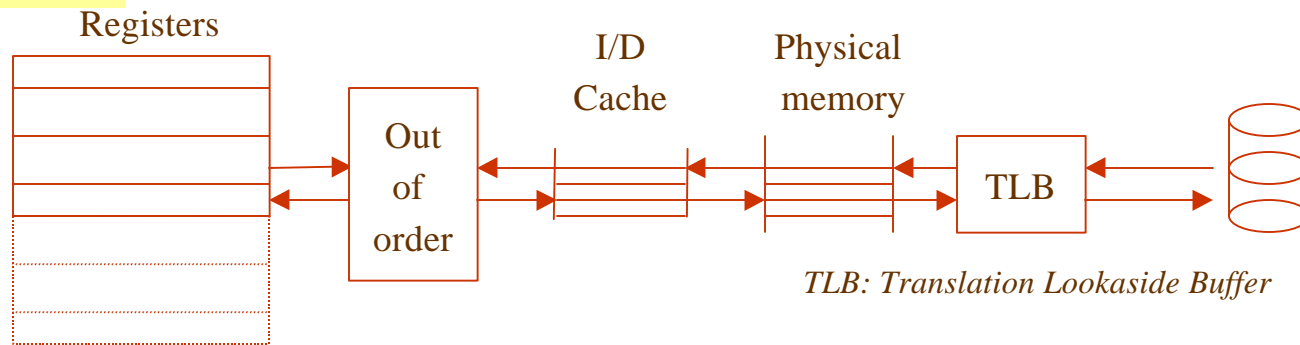 Registers
I/D
Cache
Physical
memory
Out
of
order
TLB
TLB: Translation Lookaside Buffer